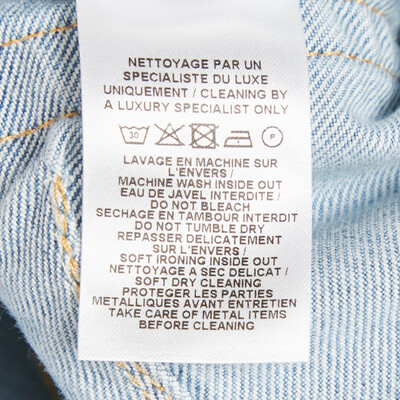 NETTOYAGE PAR UN
SPECIALISTE DU LUXE
UNIQUEMENT / CLEANING BY
A LUXURY SPECIALIST ONLY
30 P
LAVAGE EN MACHINE SUR
L'ENVERS /
MACHINE WASH INSIDE OUT
EAU DE JAVEL INTERDITE /
DO NOT BLEACH
SECHAGE EN TAMBOUR INTERDIT
DO NOT TUMBLE DRY
REPASSER DELICATEMENT
SUR L'ENVERS /
SOFT IRONING INSIDE OUT
NETTOYAGE A SEC DELICAT /
SOFT DRY CLEANING
PROTEGER LES PARTIES
METALLIQUES AVANT ENTRETIEN
TAKE CARE OF METAL ITEMS
BEFORE CLEANING